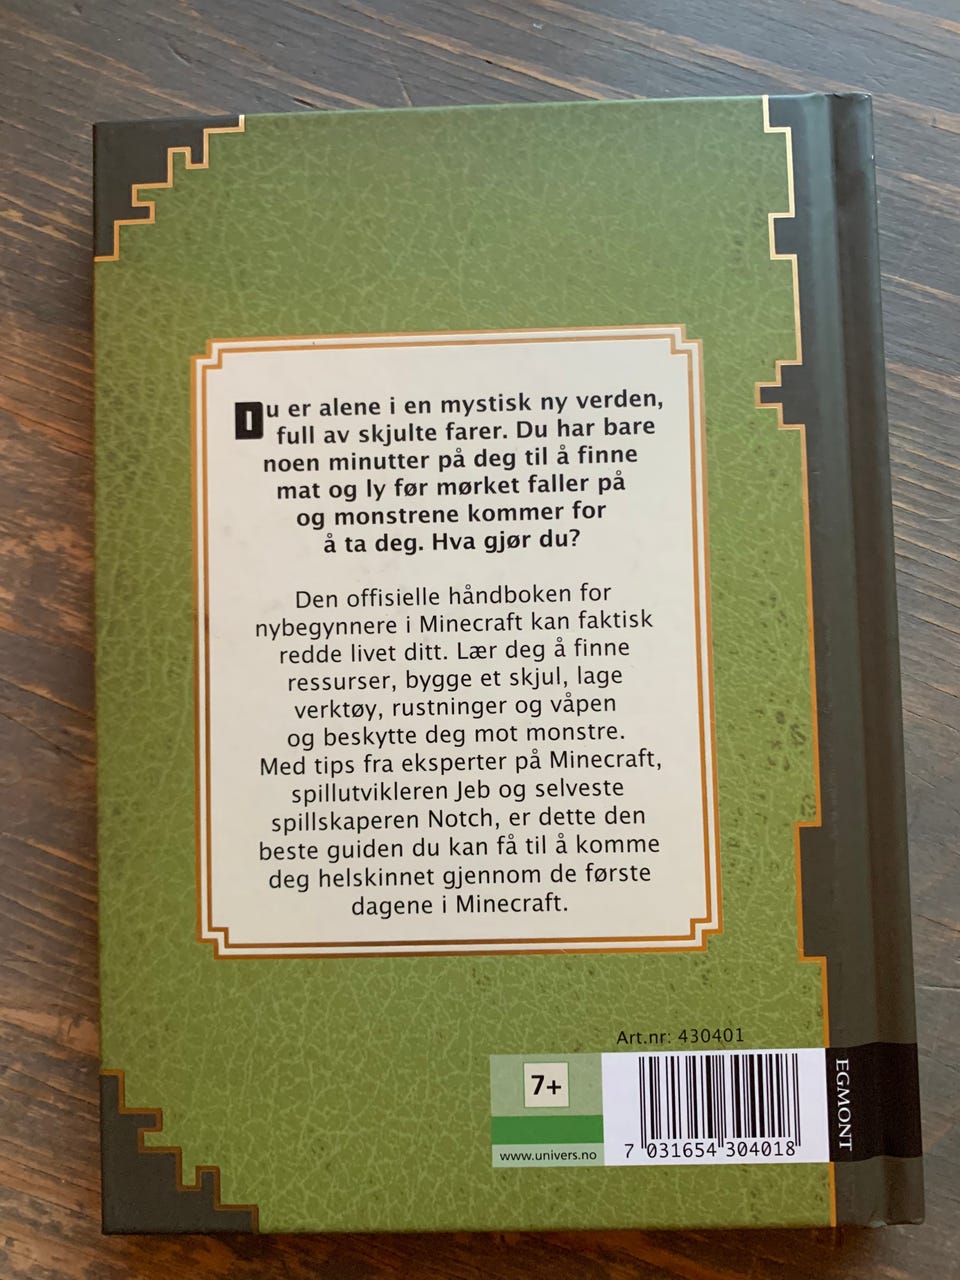 Du er alene i en mystisk ny verden,
full av skjulte farer. Du har bare
noen minutter på deg til å finne
mat og ly før mørket faller på
og monstrene kommer for
å ta deg. Hva gjør du?
Den offisielle håndboken for
nybegynnere i Minecraft kan faktisk
redde livet ditt. Lær deg å finne
ressurser, bygge et skjul, lage
verktøy, rustninger og våpen
og beskytte deg mot monstre.
Med tips fra eksperter på Minecraft,
spillutvikleren Jeb og selveste
spillskaperen Notch, er dette den
beste guiden du kan få til å komme
deg helskinnet gjennom de første
dagene i Minecraft.
Art.nr: 430401
7+
www.univers.no
7 031654 304018
EGMONT